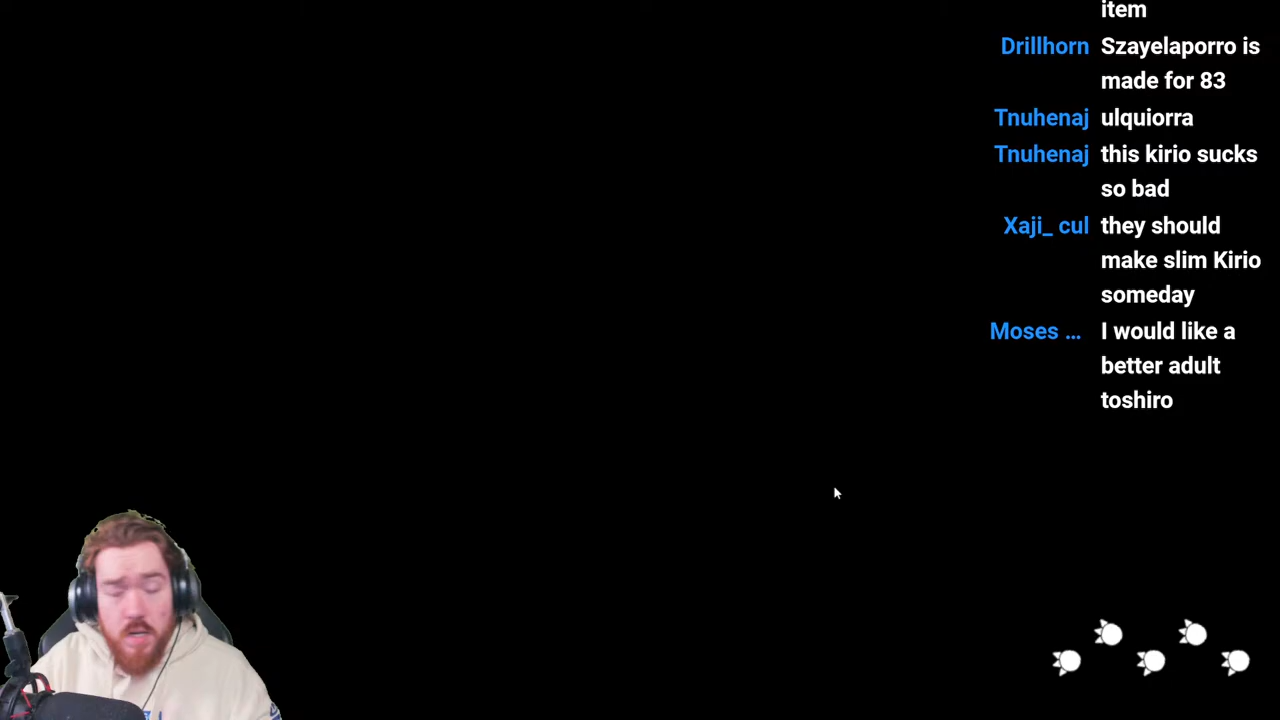 item
Drillhorn Szayelaporro is
made for 83
Tnuhenaj ulquiorra
Tnuhenaj this kirio sucks
so bad
Xaji_ cul they should
make slim Kirio
someday
Moses … I would like a
better adult
toshiro